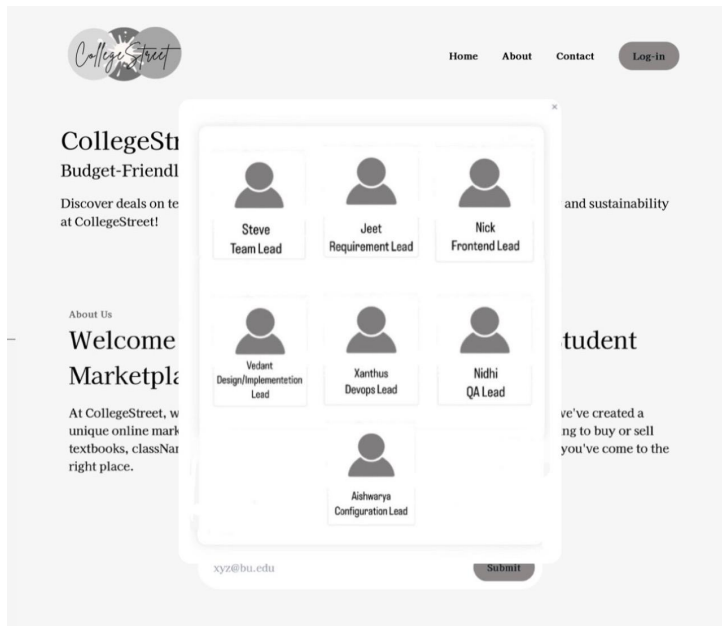 CollegeStreet
Home About Contact Log-in
×
CollegeStr
Budget-Friendl
Discover deals on te and sustainability
at CollegeStreet!
Steve
Team Lead
Jeet
Requirement Lead
Nick
Frontend Lead
About Us
Welcome tudent
Marketpla
Vedant
Design/Implementetion
Lead
Xanthus
Devops Lead
Nidhi
QA Lead
At CollegeStreet, w ve've created a
unique online mark ng to buy or sell
textbooks, classNar you've come to the
right place.
Aishwarya
Configuration Lead
xyz@bu.edu Submit